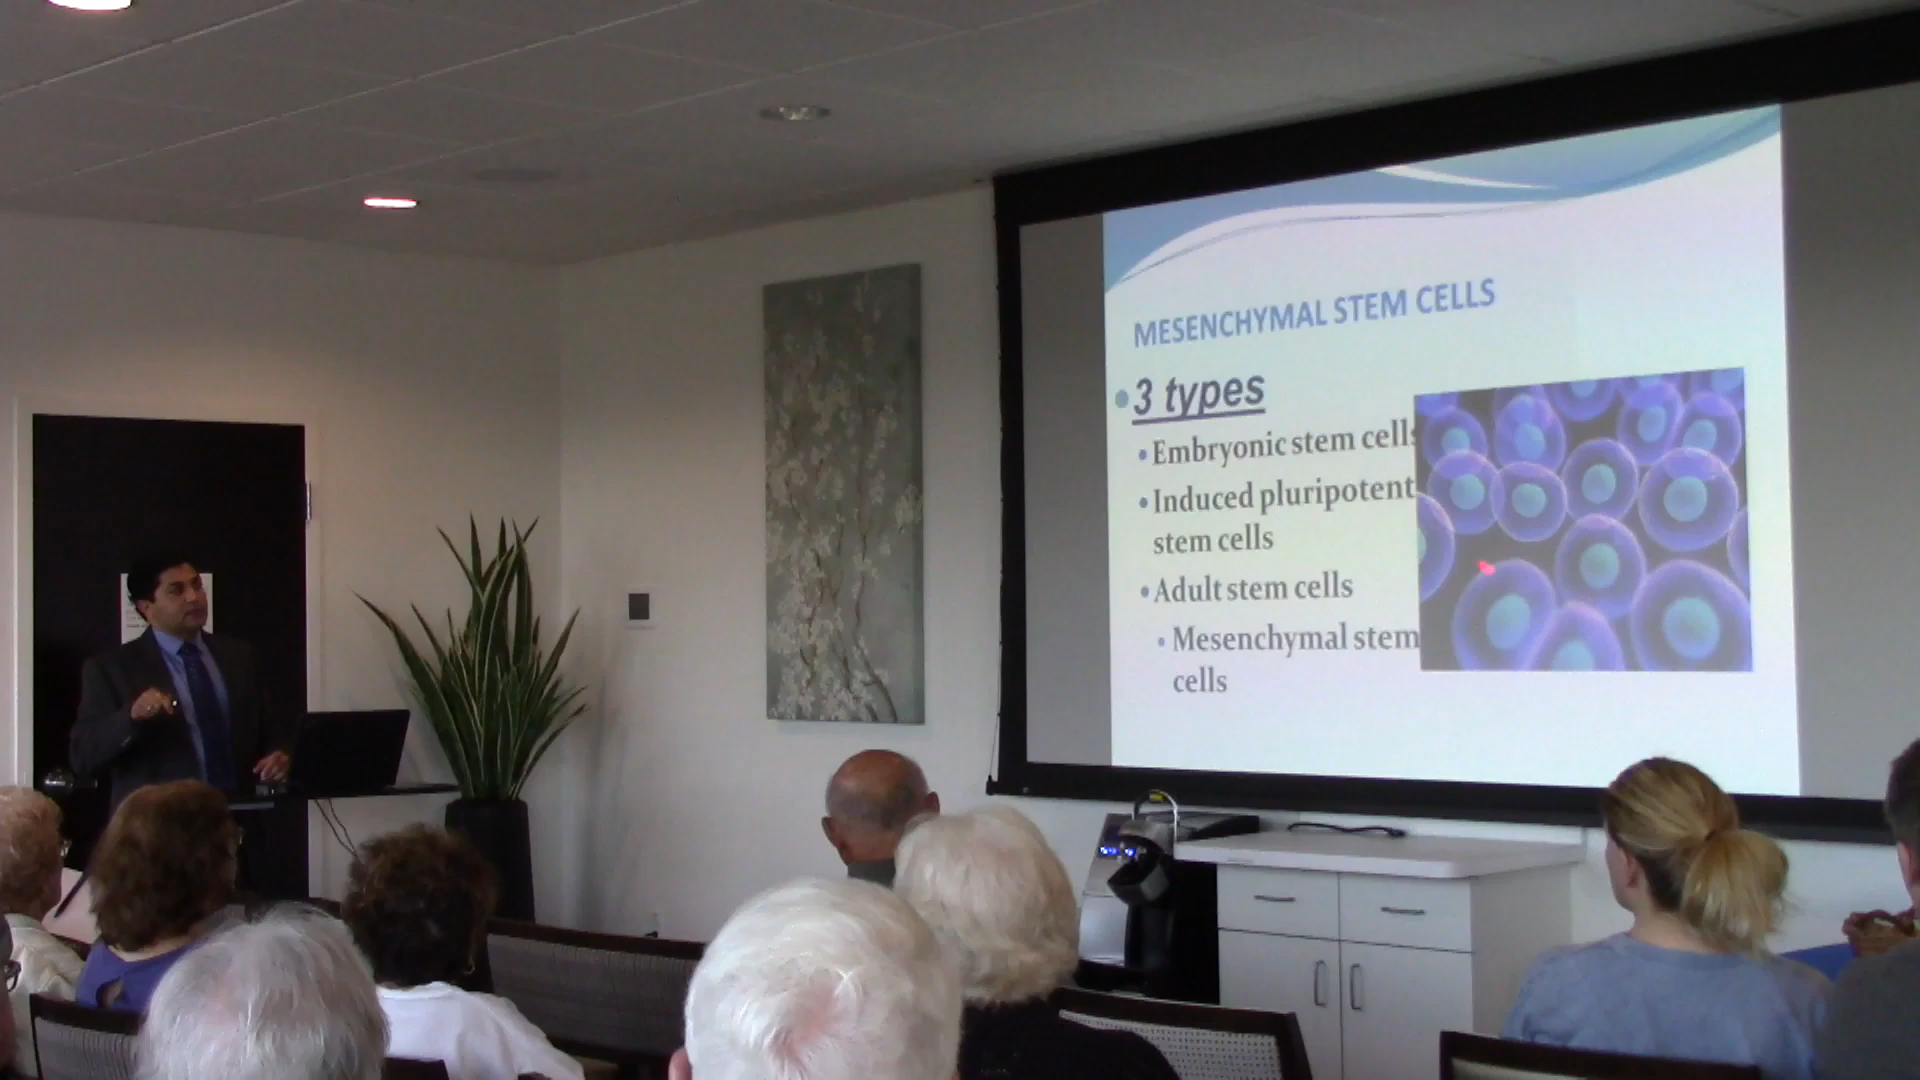 MESENCHYMAL STEM CELLS
3 types
Embryonic stem cells
Induced pluripotent
stem cells
Adult stem cells
Mesenchymal stem
cells